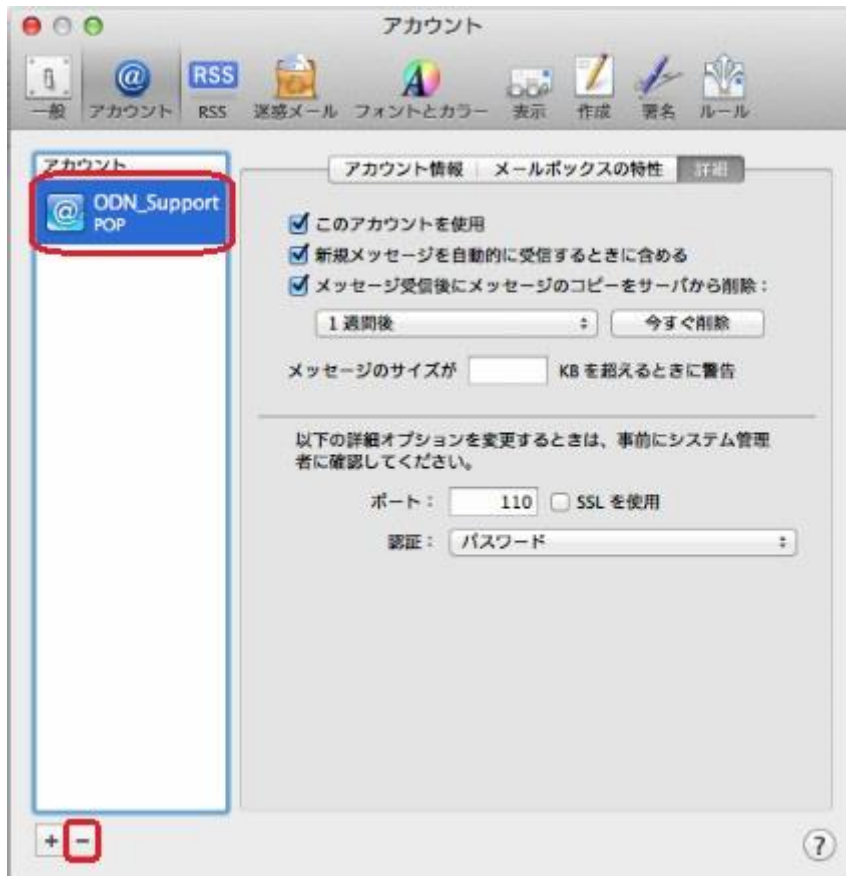 アカウント
@ RSS
一般 アカウント RSS 迷惑メール フォントとカラー 表示 作成 署名 ルール
アカウント
アカウント情報 メールボックスの特性 詳細
@ ODN_Support
POP
このアカウントを使用
新規メッセージを自動的に受信するときに含める
メッセージ受信後にメッセージのコピーをサーバから削除：
1 週間後 今すぐ削除
メッセージのサイズが KB を超えるときに警告
以下の詳細オプションを変更するときは、事前にシステム管理
者に確認してください。
ポート： 110 SSL を使用
認証： パスワード
+ −
?